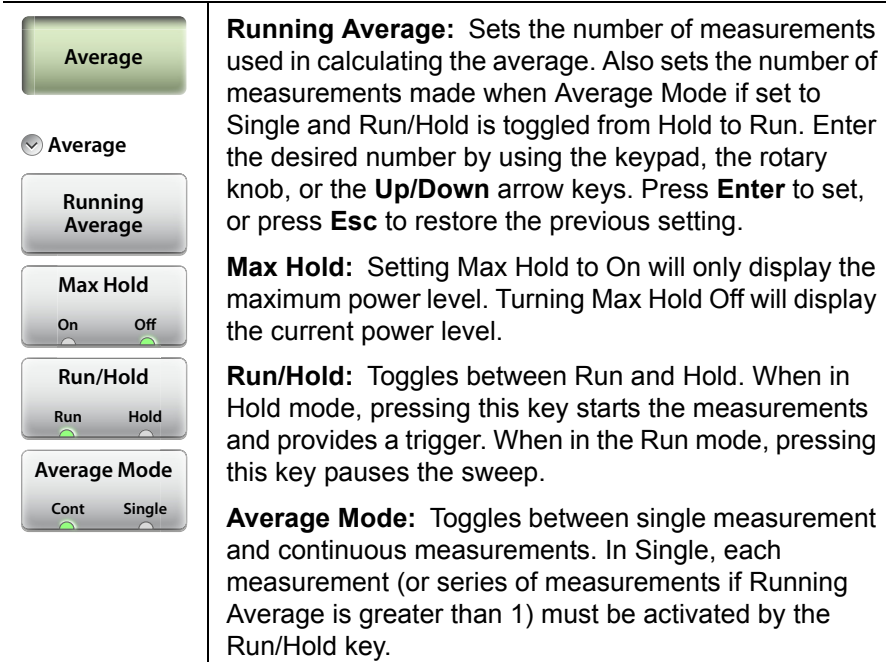 Average
Average
Running
Average
Max Hold
On Off
Run/Hold
Run Hold
Average Mode
Cont Single
Running Average: Sets the number of measurements
used in calculating the average. Also sets the number of
measurements made when Average Mode if set to
Single and Run/Hold is toggled from Hold to Run. Enter
the desired number by using the keypad, the rotary
knob, or the Up/Down arrow keys. Press Enter to set,
or press Esc to restore the previous setting.
Max Hold: Setting Max Hold to On will only display the
maximum power level. Turning Max Hold Off will display
the current power level.
Run/Hold: Toggles between Run and Hold. When in
Hold mode, pressing this key starts the measurements
and provides a trigger. When in the Run mode, pressing
this key pauses the sweep.
Average Mode: Toggles between single measurement
and continuous measurements. In Single, each
measurement (or series of measurements if Running
Average is greater than 1) must be activated by the
Run/Hold key.